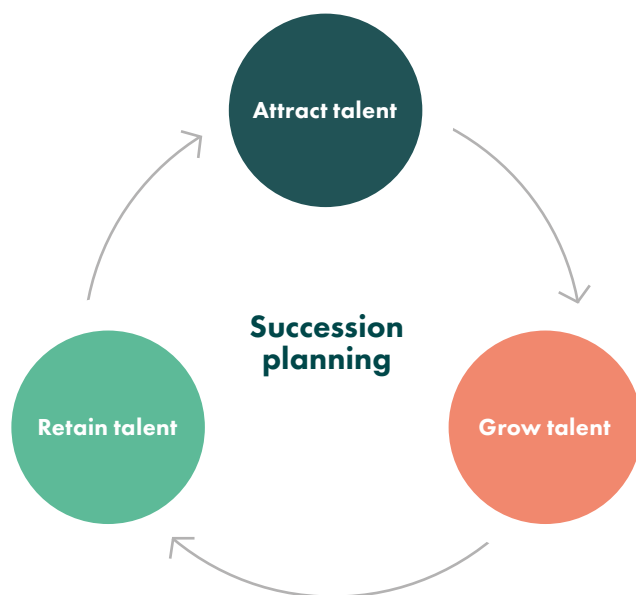 Attract talent
Succession
planning
Retain talent
Grow talent